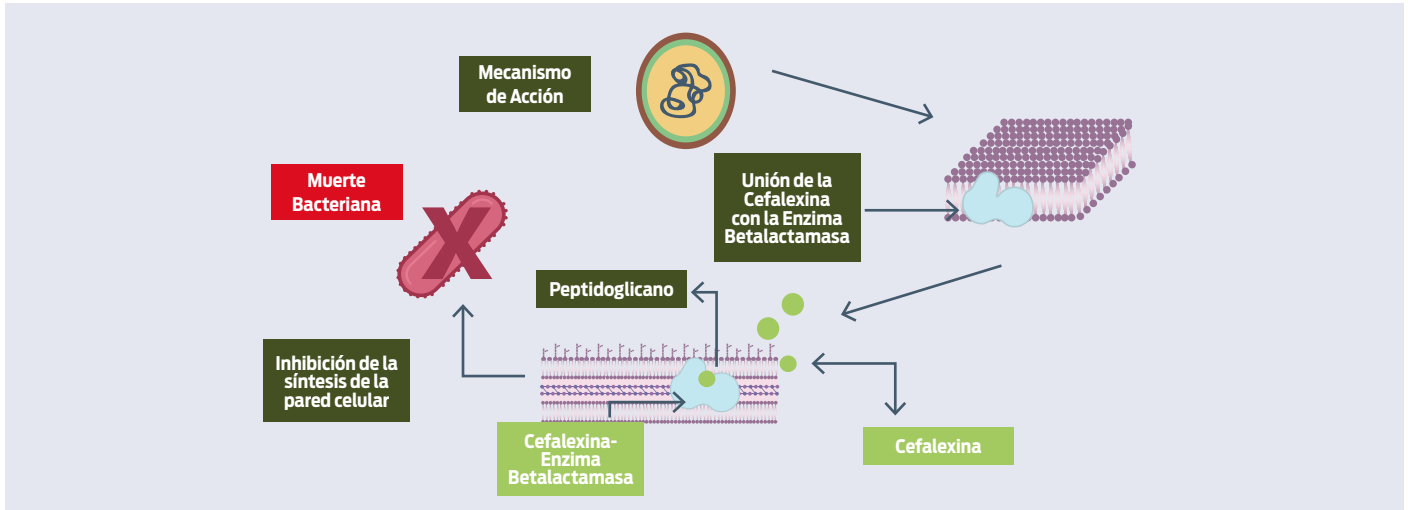 Mecanismo
de Acción
Muerte
Bacteriana
Unión de la
Cefalexina
con la Enzima
Betalactamasa
Peptidoglicano
Inhibición de la
síntesis de la
pared celular
Cefalexina-
Enzima
Betalactamasa
Cefalexina